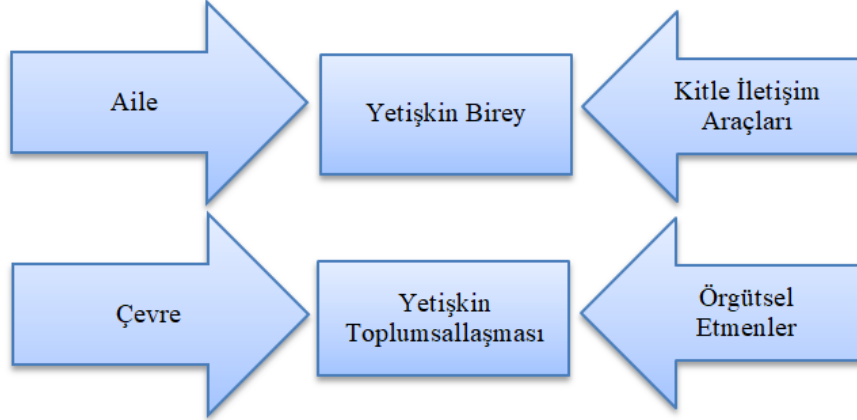 Aile
Yetişkin Birey
Kitle İletişim
Araçları
Çevre
Yetişkin
Toplumsallaşması
Örgütsel
Etmenler